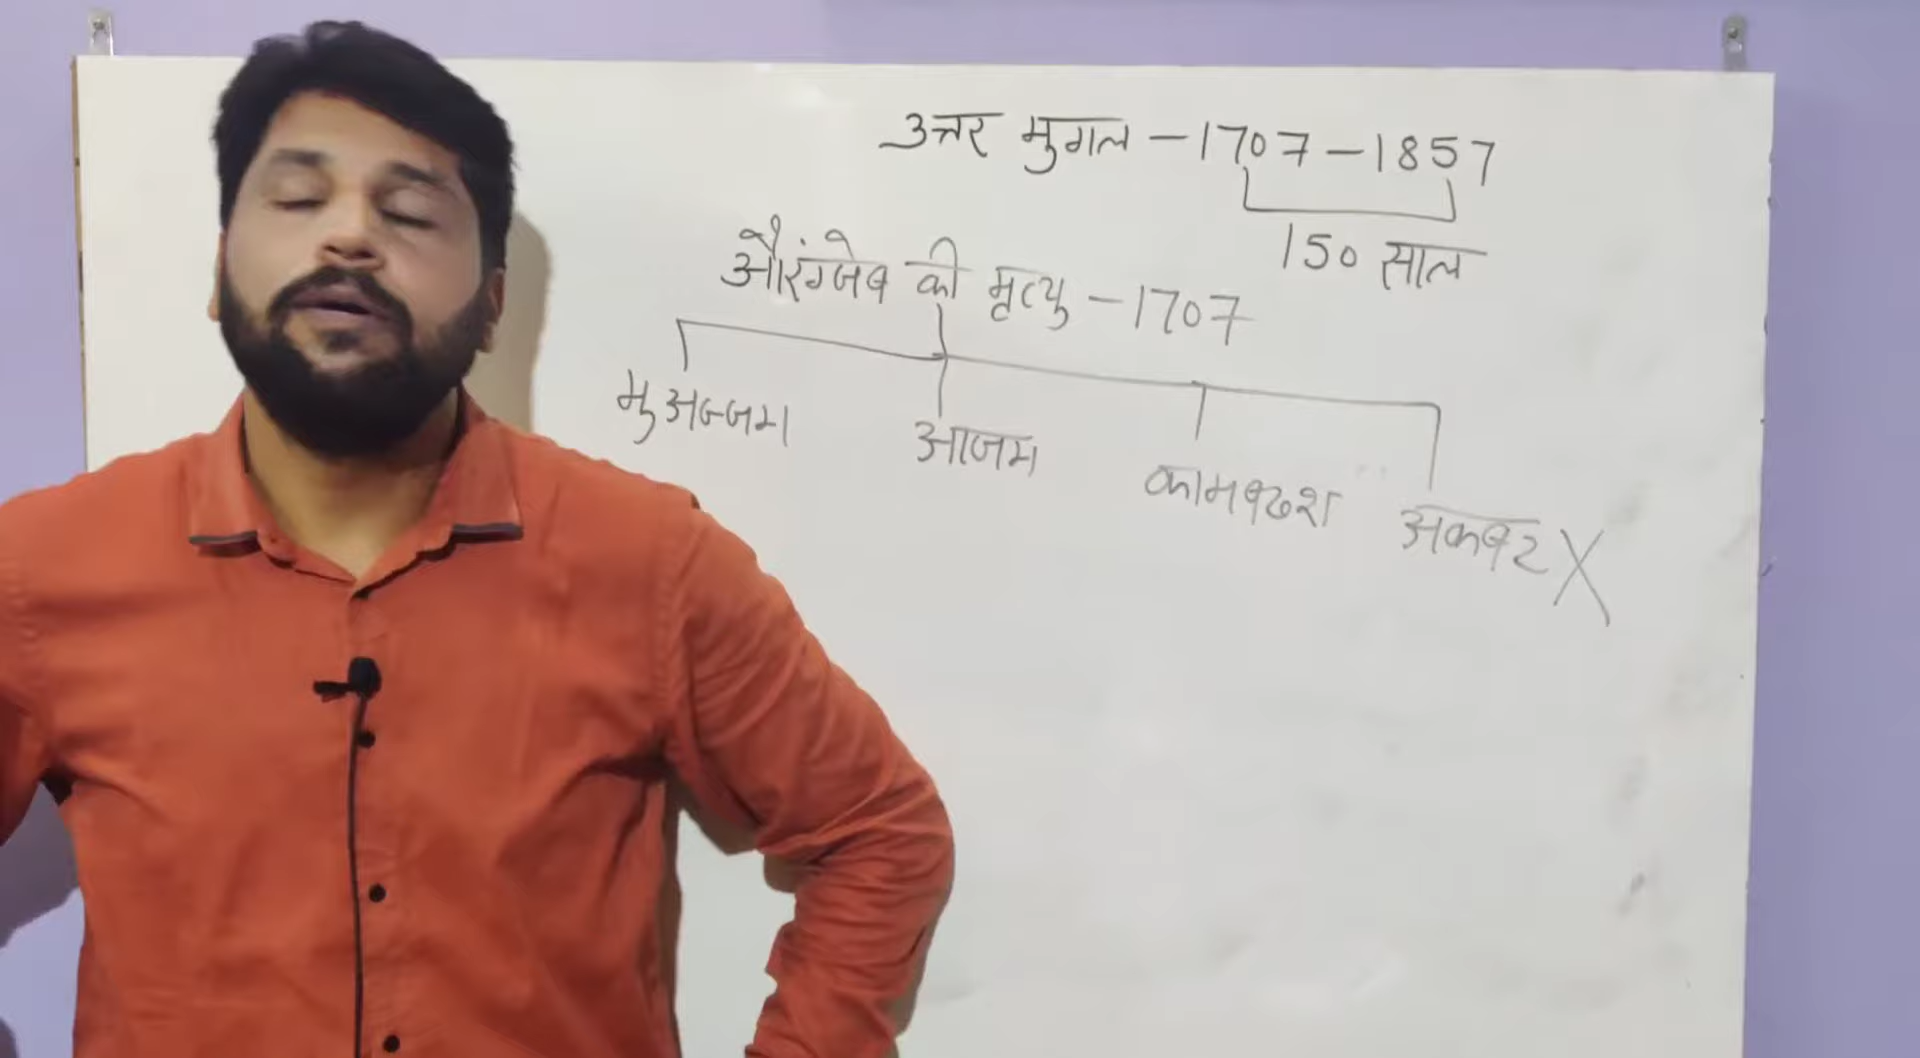 उत्तर मुगल - 1707 - 1857
150 साल
औरंगजेब की मृत्यु - 1707
मुअज्जम आजम कामबख्श अकबर X